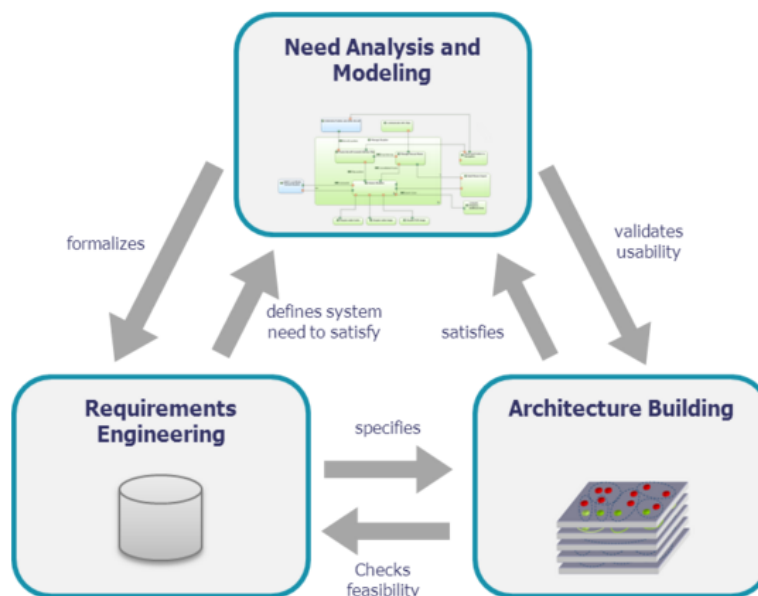 Need Analysis and
Modeling
formalizes
validates
usability
defines system
need to satisfy
satisfies
Requirements
Engineering
Architecture Building
specifies
Checks
feasibility